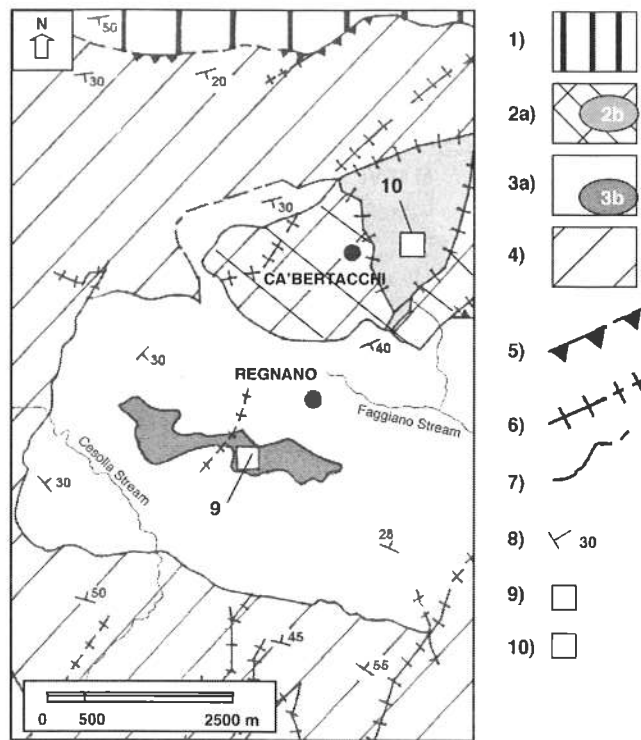 N
50
30
20
10
30
CA'BERTACCHI
40
30
REGNANO
Faggiano Stream
Cesolla Stream
30
9
28
50
45
55
0 500 2500 m
1)
2a) 2b
3a) 3b
4)
5)
6)
7)
8) 30
9)
10)